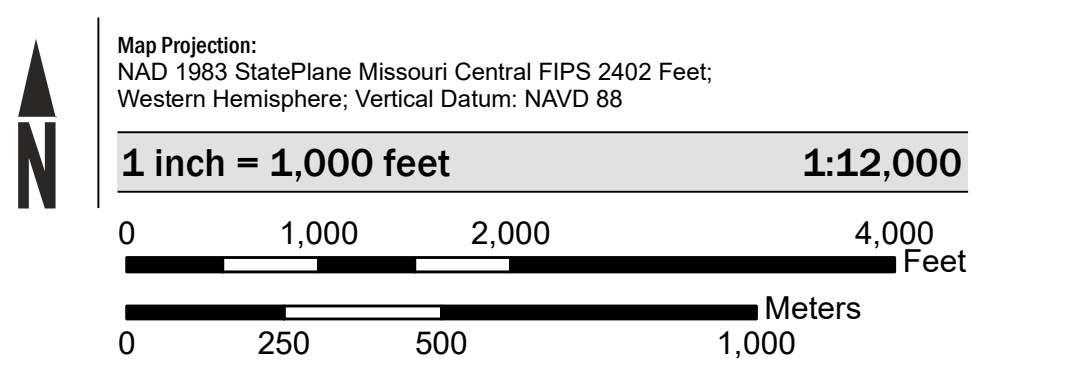 N
Map Projection:
NAD 1983 StatePlane Missouri Central FIPS 2402 Feet;
Western Hemisphere; Vertical Datum: NAVD 88
1 inch = 1,000 feet 1:12,000
0 1,000 2,000 4,000
Feet
Meters
0 250 500 1,000